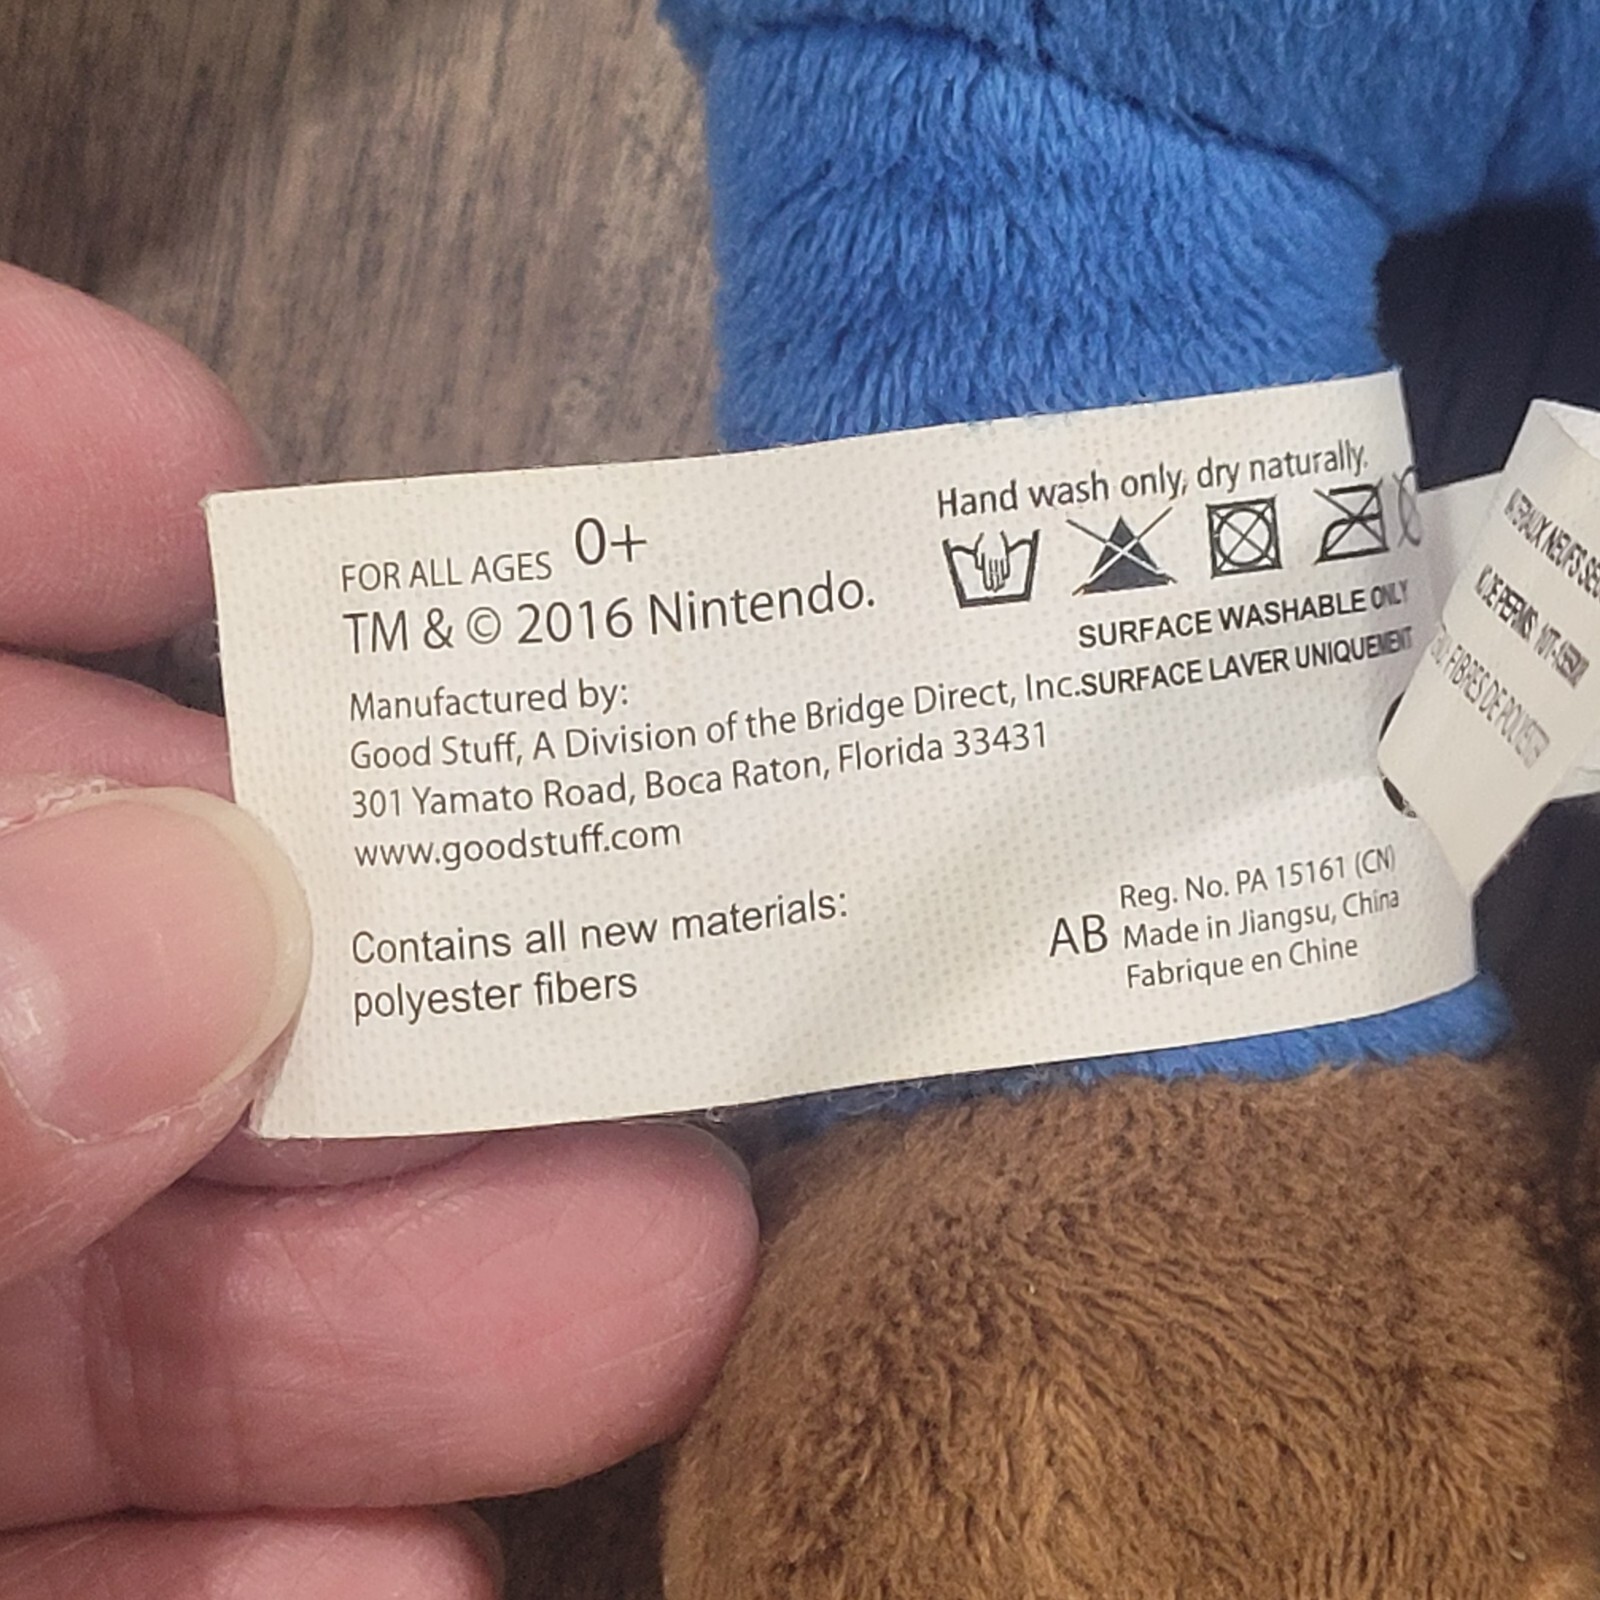 Hand wash only, dry naturally.
FOR ALL AGES 0+
TM & © 2016 Nintendo.
SURFACE WASHABLE ONLY
SURFACE LAVER UNIQUEMENT
Manufactured by:
Good Stuff, A Division of the Bridge Direct, Inc.
301 Yamato Road, Boca Raton, Florida 33431
www.goodstuff.com
Contains all new materials:
polyester fibers
Reg. No. PA 15161 (CN)
AB Made in Jiangsu, China
Fabrique en Chine
NEUFS
FIBRES DE